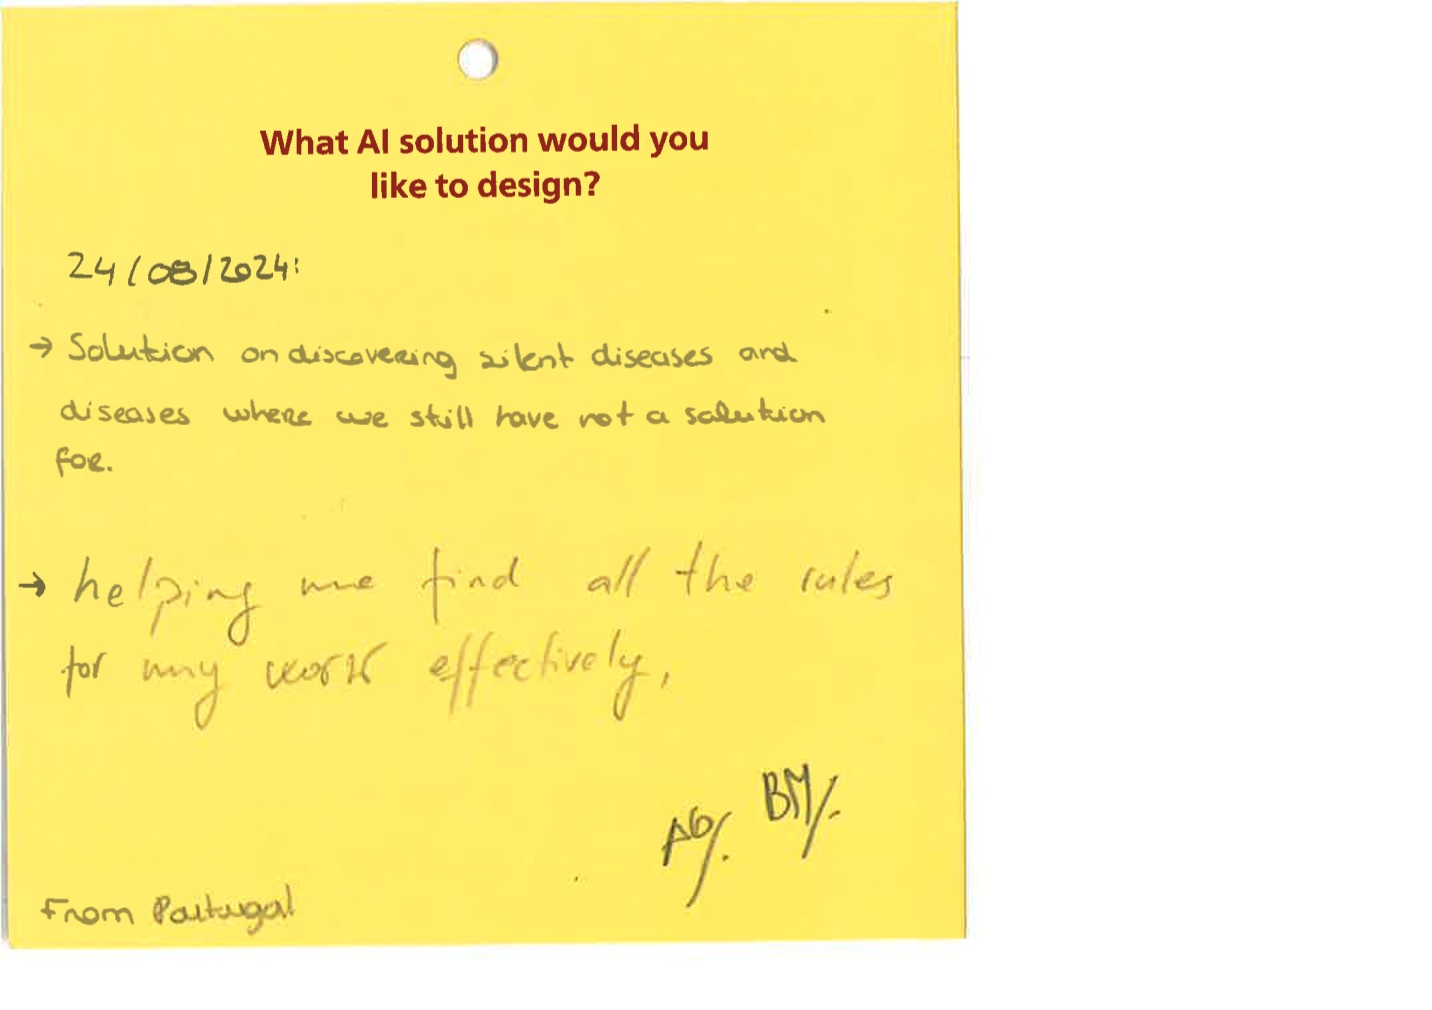 What AI solution would you
like to design?
24/08/2024:
→ Solution on discovering silent diseases and
diseases where we still have not a solution
for.
→ helping me find all the rules
for my work effectively,
BM/.
AG/.
From Portugal